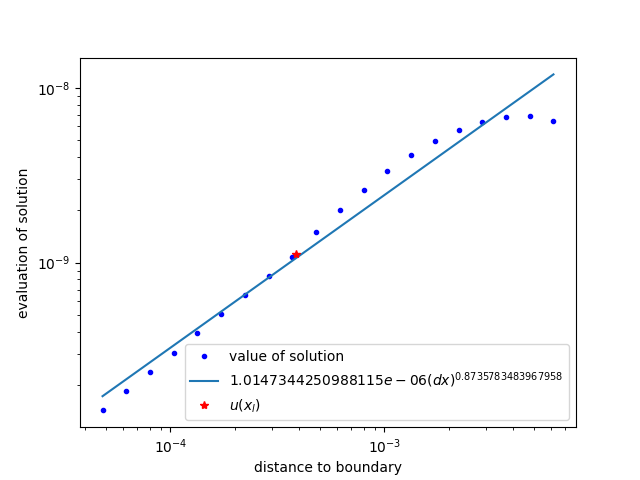 10⁻⁸
10⁻⁹
evaluation of solution
value of solution
1.0147344250988115e − 06(dx)^0.8735783483967958
u(x_l)
10⁻⁴
10⁻³
distance to boundary